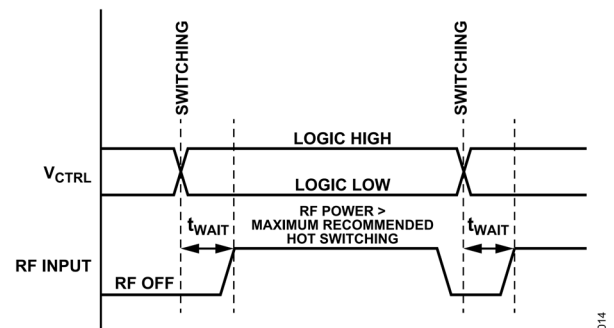 SWITCHING
SWITCHING
LOGIC HIGH
VCTRL
LOGIC LOW
RF POWER >
MAXIMUM RECOMMENDED
HOT SWITCHING
tWAIT
tWAIT
RF INPUT
RF OFF
014